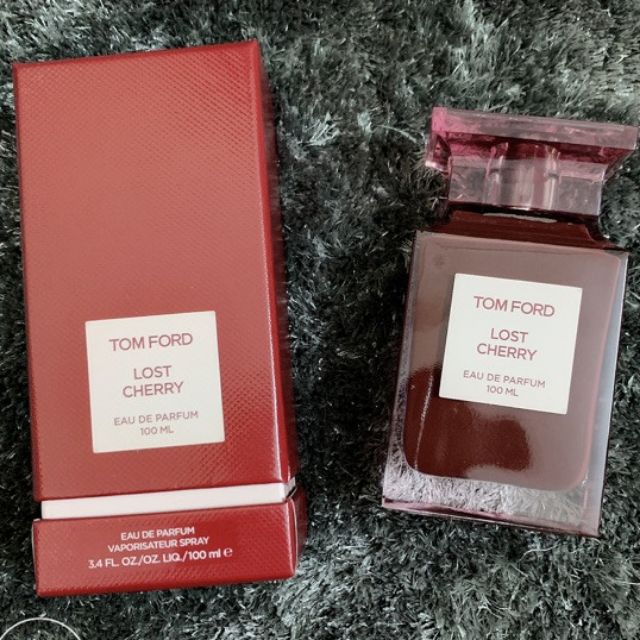 TOM FORD
LOST
CHERRY
EAU DE PARFUM
100 ML
EAU DE PARFUM
VAPORISATEUR SPRAY
3.4 FL. OZ./OZ. LIQ./100 ml ℮
TOM FORD
LOST
CHERRY
EAU DE PARFUM
100 ML